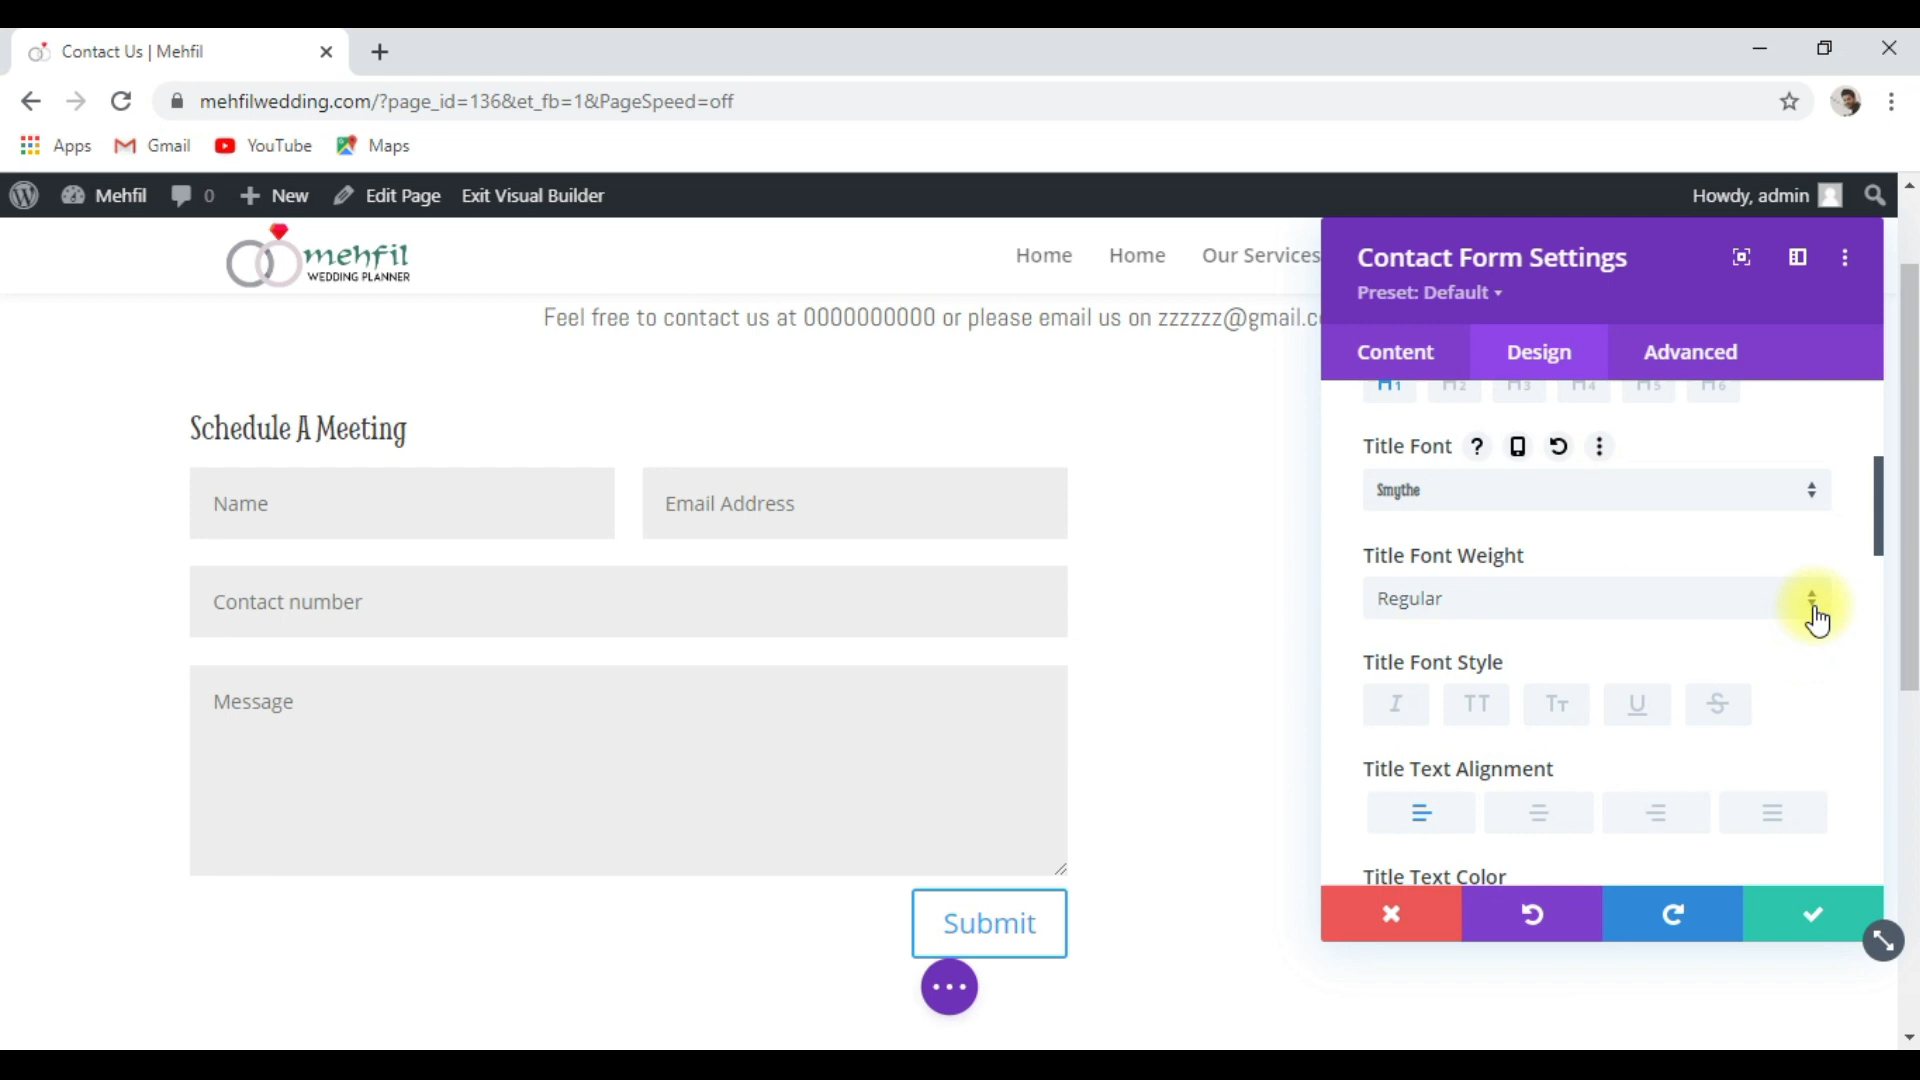 Contact Us | Mehfil
mehfilwedding.com/?page_id=136&et_fb=1&PageSpeed=off
Apps Gmail YouTube Maps
Mehfil 0 New Edit Page Exit Visual Builder Howdy, admin
mehfil
WEDDING PLANNER
Home Home Our Services
Feel free to contact us at 0000000000 or please email us on zzzzzz@gmail.c
Schedule A Meeting
Name
Email Address
Contact number
Message
Submit
Contact Form Settings
Preset: Default
Content Design Advanced
H1 H2 H3 H4 H5 H6
Title Font ?
Smythe
Title Font Weight
Regular
Title Font Style
I TT TT U S
Title Text Alignment
Title Text Color